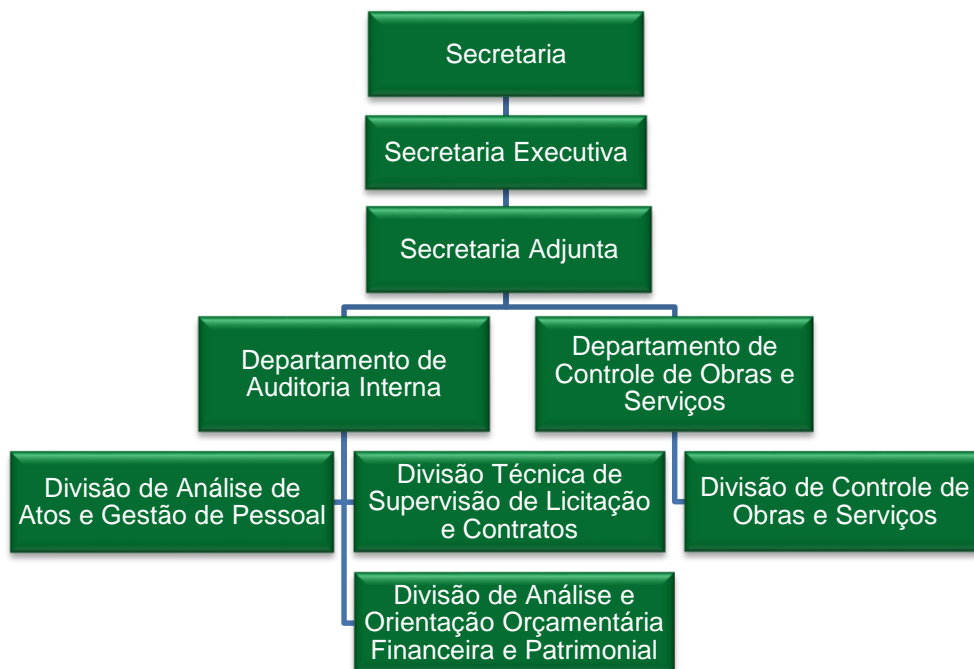 Secretaria
Secretaria Executiva
Secretaria Adjunta
Departamento de
Auditoria Interna
Departamento de
Controle de Obras e
Serviços
Divisão de Análise de
Atos e Gestão de Pessoal
Divisão Técnica de
Supervisão de Licitação
e Contratos
Divisão de Controle de
Obras e Serviços
Divisão de Análise e
Orientação Orçamentária
Financeira e Patrimonial